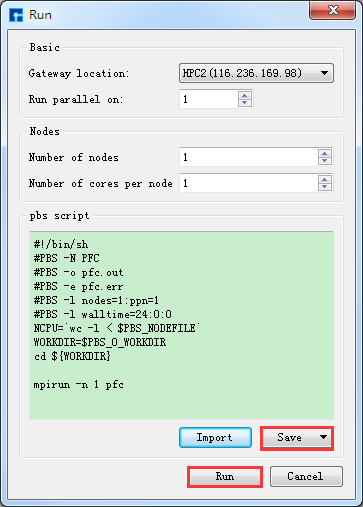 Run
Basic
Gateway location: HPC2(116.236.169.98)
Run parallel on: 1
Nodes
Number of nodes 1
Number of cores per node 1
pbs script
#!/bin/sh
#PBS -N PFC
#PBS -o pfc.out
#PBS -e pfc.err
#PBS -l nodes=1:ppn=1
#PBS -l walltime=24:0:0
NCPU=`wc -l < $PBS_NODEFILE`
WORKDIR=$PBS_O_WORKDIR
cd ${WORKDIR}
mpirun -n 1 pfc
Import Save
Run Cancel